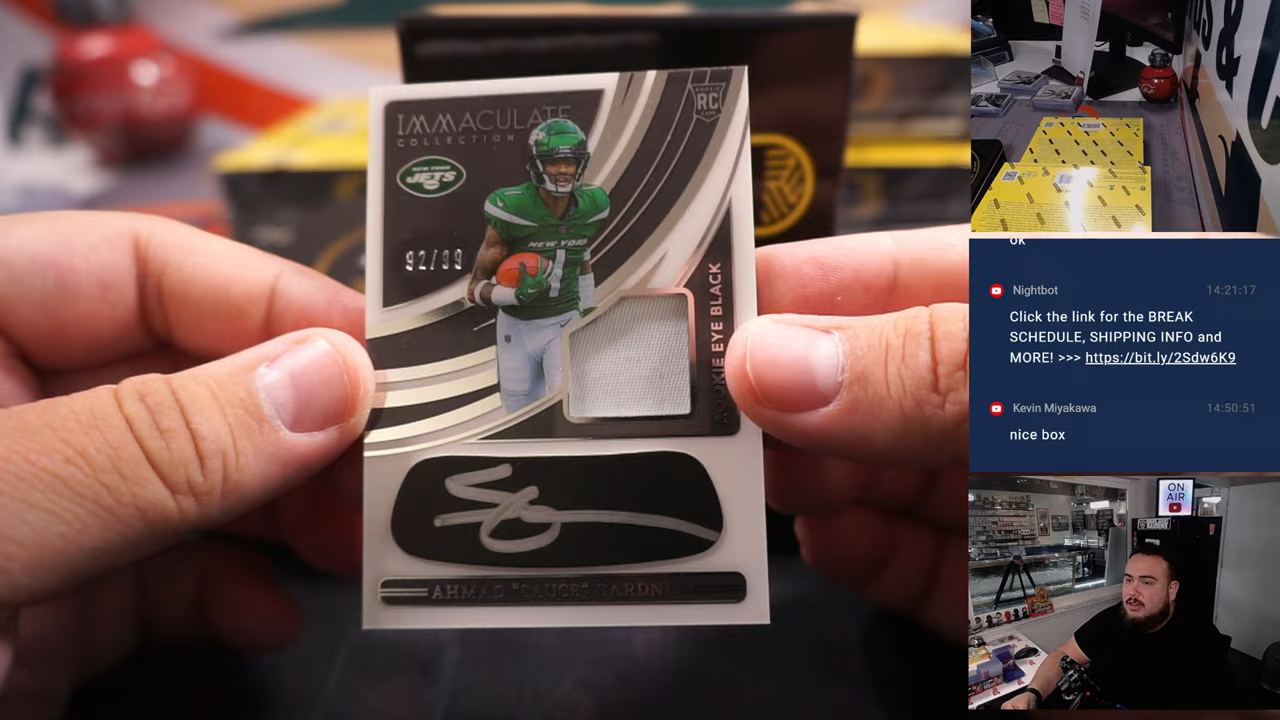 IMMACULATE
COLLECTION
ROOKIE
RC
NEW YORK
JETS
92/99
NEW YORK
1
ROOKIE EYE BLACK
AHMAD "SAUCE" GARDN
ok
Nightbot 14:21:17
Click the link for the BREAK
SCHEDULE, SHIPPING INFO and
MORE! >>> https://bit.ly/2Sdw6K9
Kevin Miyakawa 14:50:51
nice box
ON
AIR
&